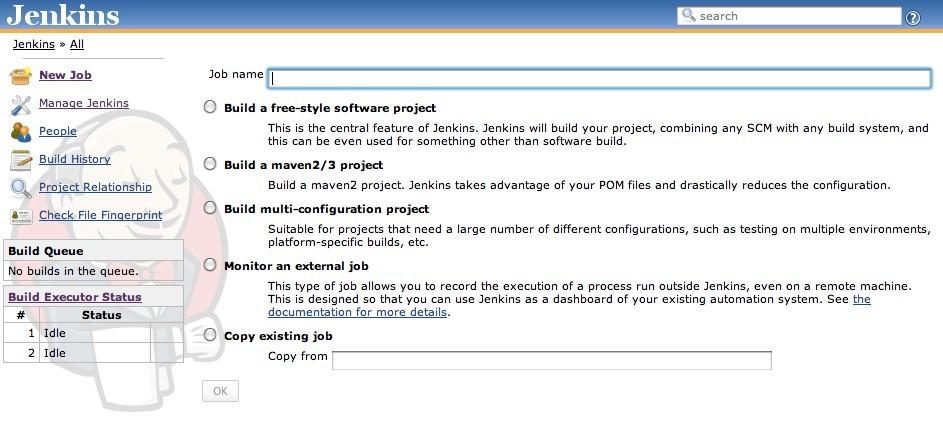 Jenkins
search
?
Jenkins » All
New Job
Manage Jenkins
People
Build History
Project Relationship
Check File Fingerprint
Build Queue
No builds in the queue.
Build Executor Status
# Status
1 Idle
2 Idle
Job name
Build a free-style software project
This is the central feature of Jenkins. Jenkins will build your project, combining any SCM with any build system, and
this can be even used for something other than software build.
Build a maven2/3 project
Build a maven2 project. Jenkins takes advantage of your POM files and drastically reduces the configuration.
Build multi-configuration project
Suitable for projects that need a large number of different configurations, such as testing on multiple environments,
platform-specific builds, etc.
Monitor an external job
This type of job allows you to record the execution of a process run outside Jenkins, even on a remote machine.
This is designed so that you can use Jenkins as a dashboard of your existing automation system. See the
documentation for more details.
Copy existing job
Copy from
OK